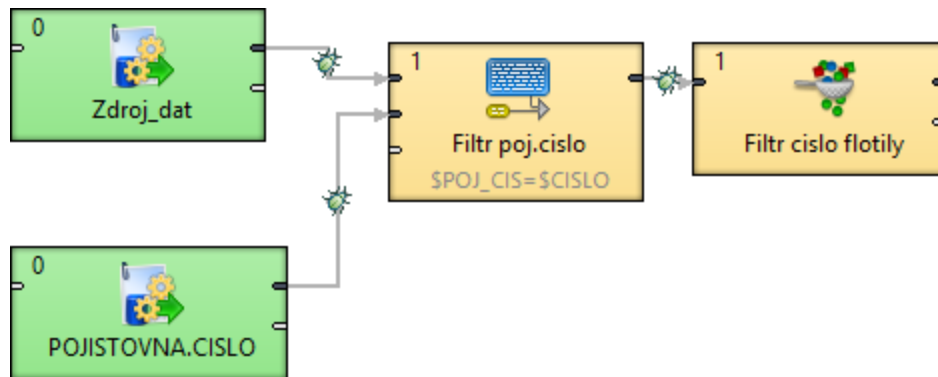 0
Zdroj_dat
1
Filtr poj.cislo
$POJ_CIS=$CISLO
1
Filtr cislo flotily
0
POJISTOVNA.CISLO